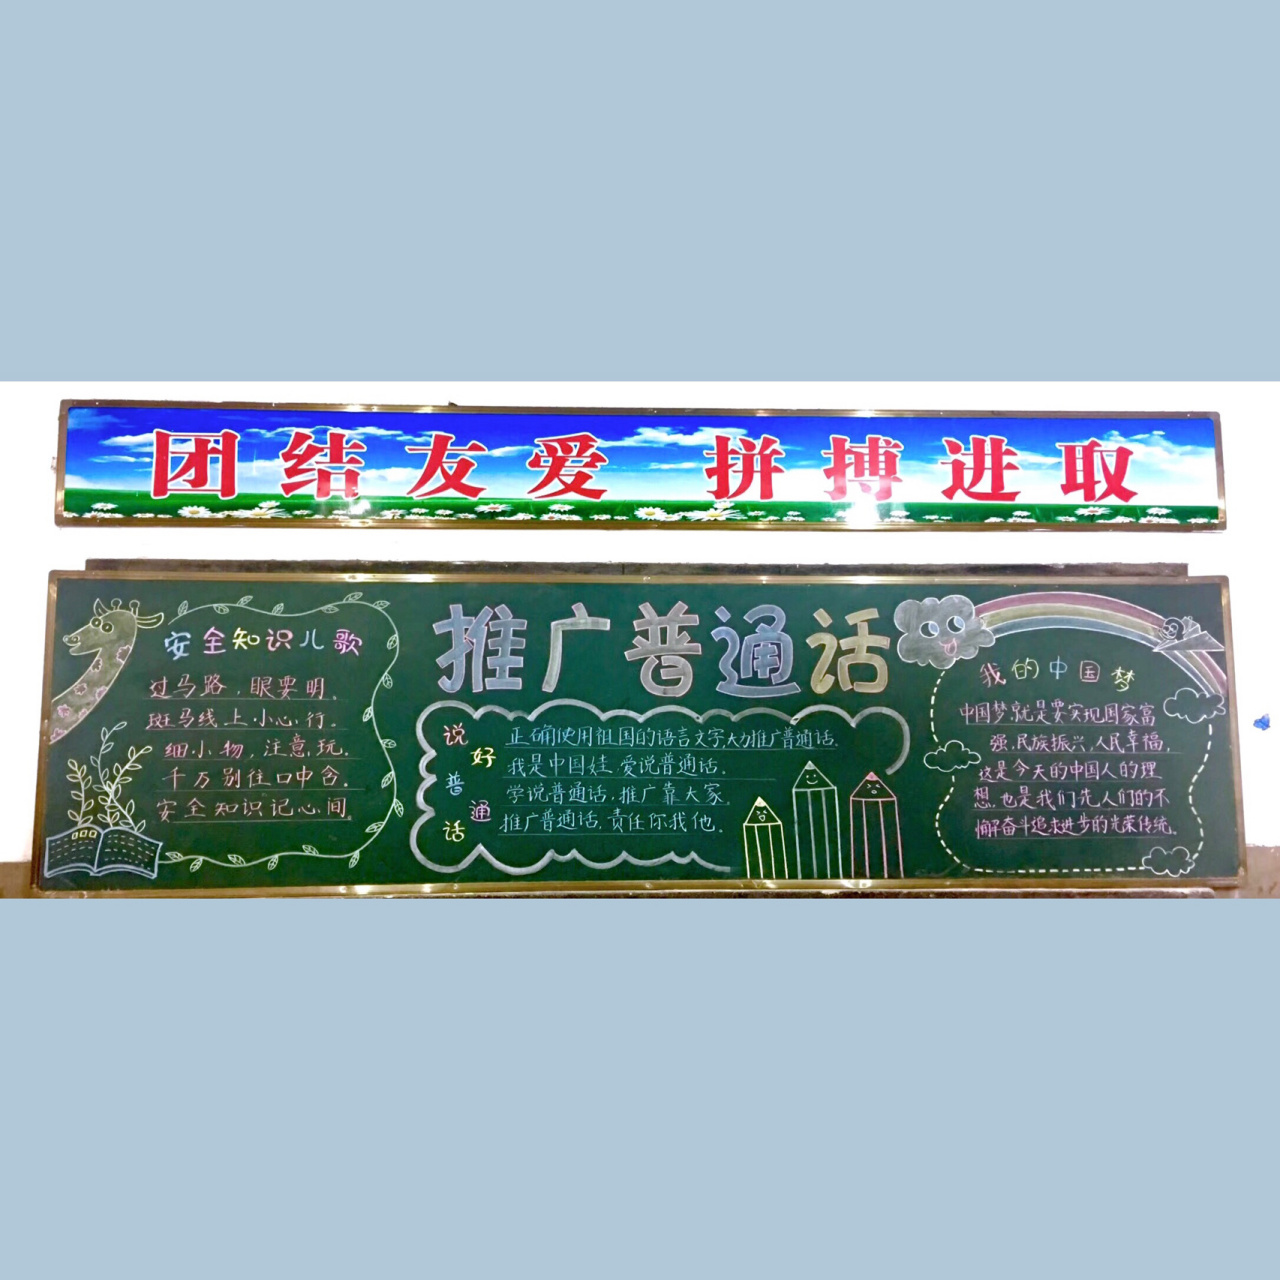 团结友爱 拼搏进取
推广普通话
安全知识儿歌
过马路，眼要明。
斑马线上小心行。
细小物，注意玩。
千万别往口中含。
安全知识记心间。
说好普通话
正确使用祖国的语言文字，大力推广普通话。
我是中国娃，爱说普通话。
学说普通话，推广靠大家。
推广普通话，责任你我他。
我的中国梦
中国梦，就是要实现国家富
强，民族振兴，人民幸福，
这是今天的中国人的理
想，也是我们先人们的不
懈奋斗追求进步的光荣传统。